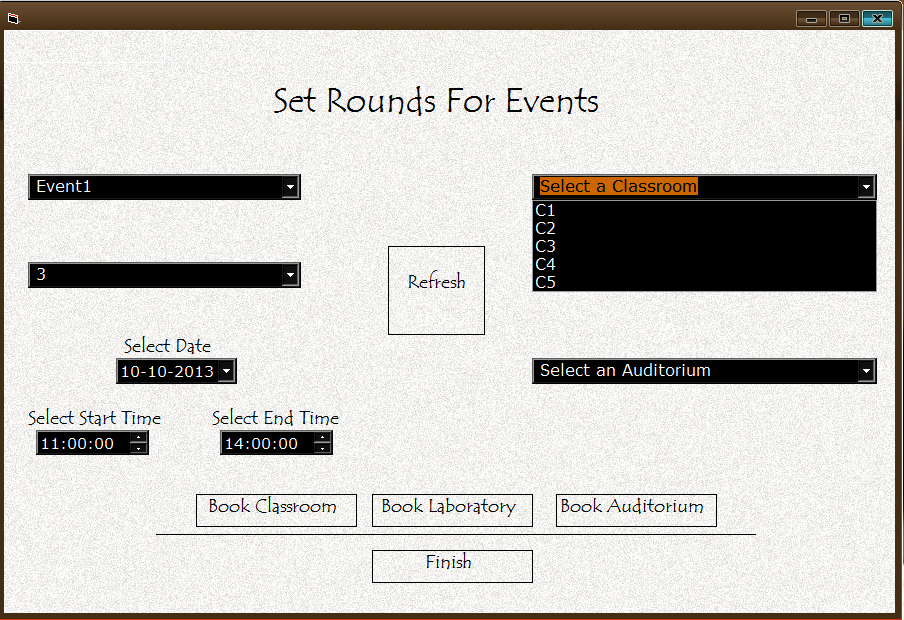 Set Rounds For Events
Event1
Select a Classroom
C1
C2
C3
C4
C5
3
Refresh
Select Date
10-10-2013
Select an Auditorium
Select Start Time
Select End Time
11:00:00
14:00:00
Book Classroom
Book Laboratory
Book Auditorium
Finish